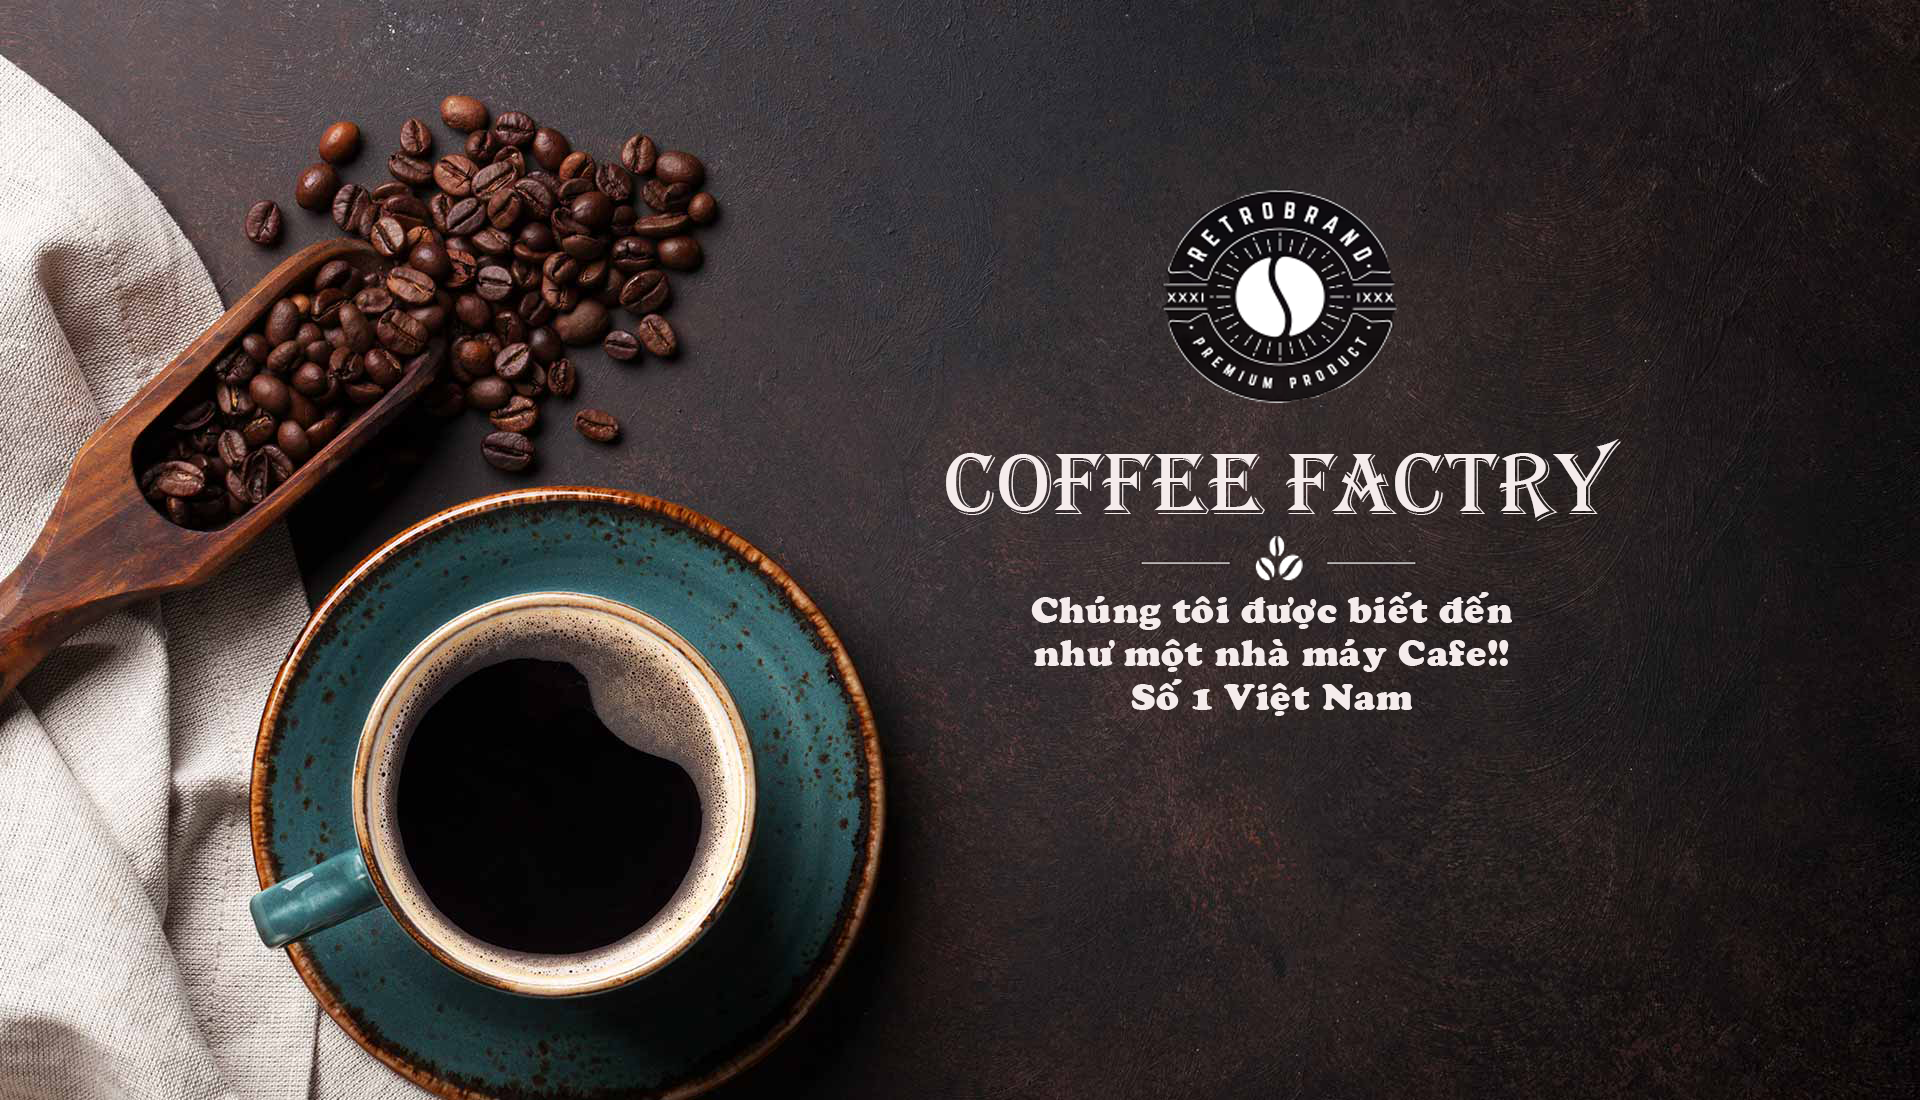 RETROBRAND
XXXI IXXX
PREMIUM PRODUCT
COFFEE FACTRY
Chúng tôi được biết đến
như một nhà máy Cafe!!
Số 1 Việt Nam